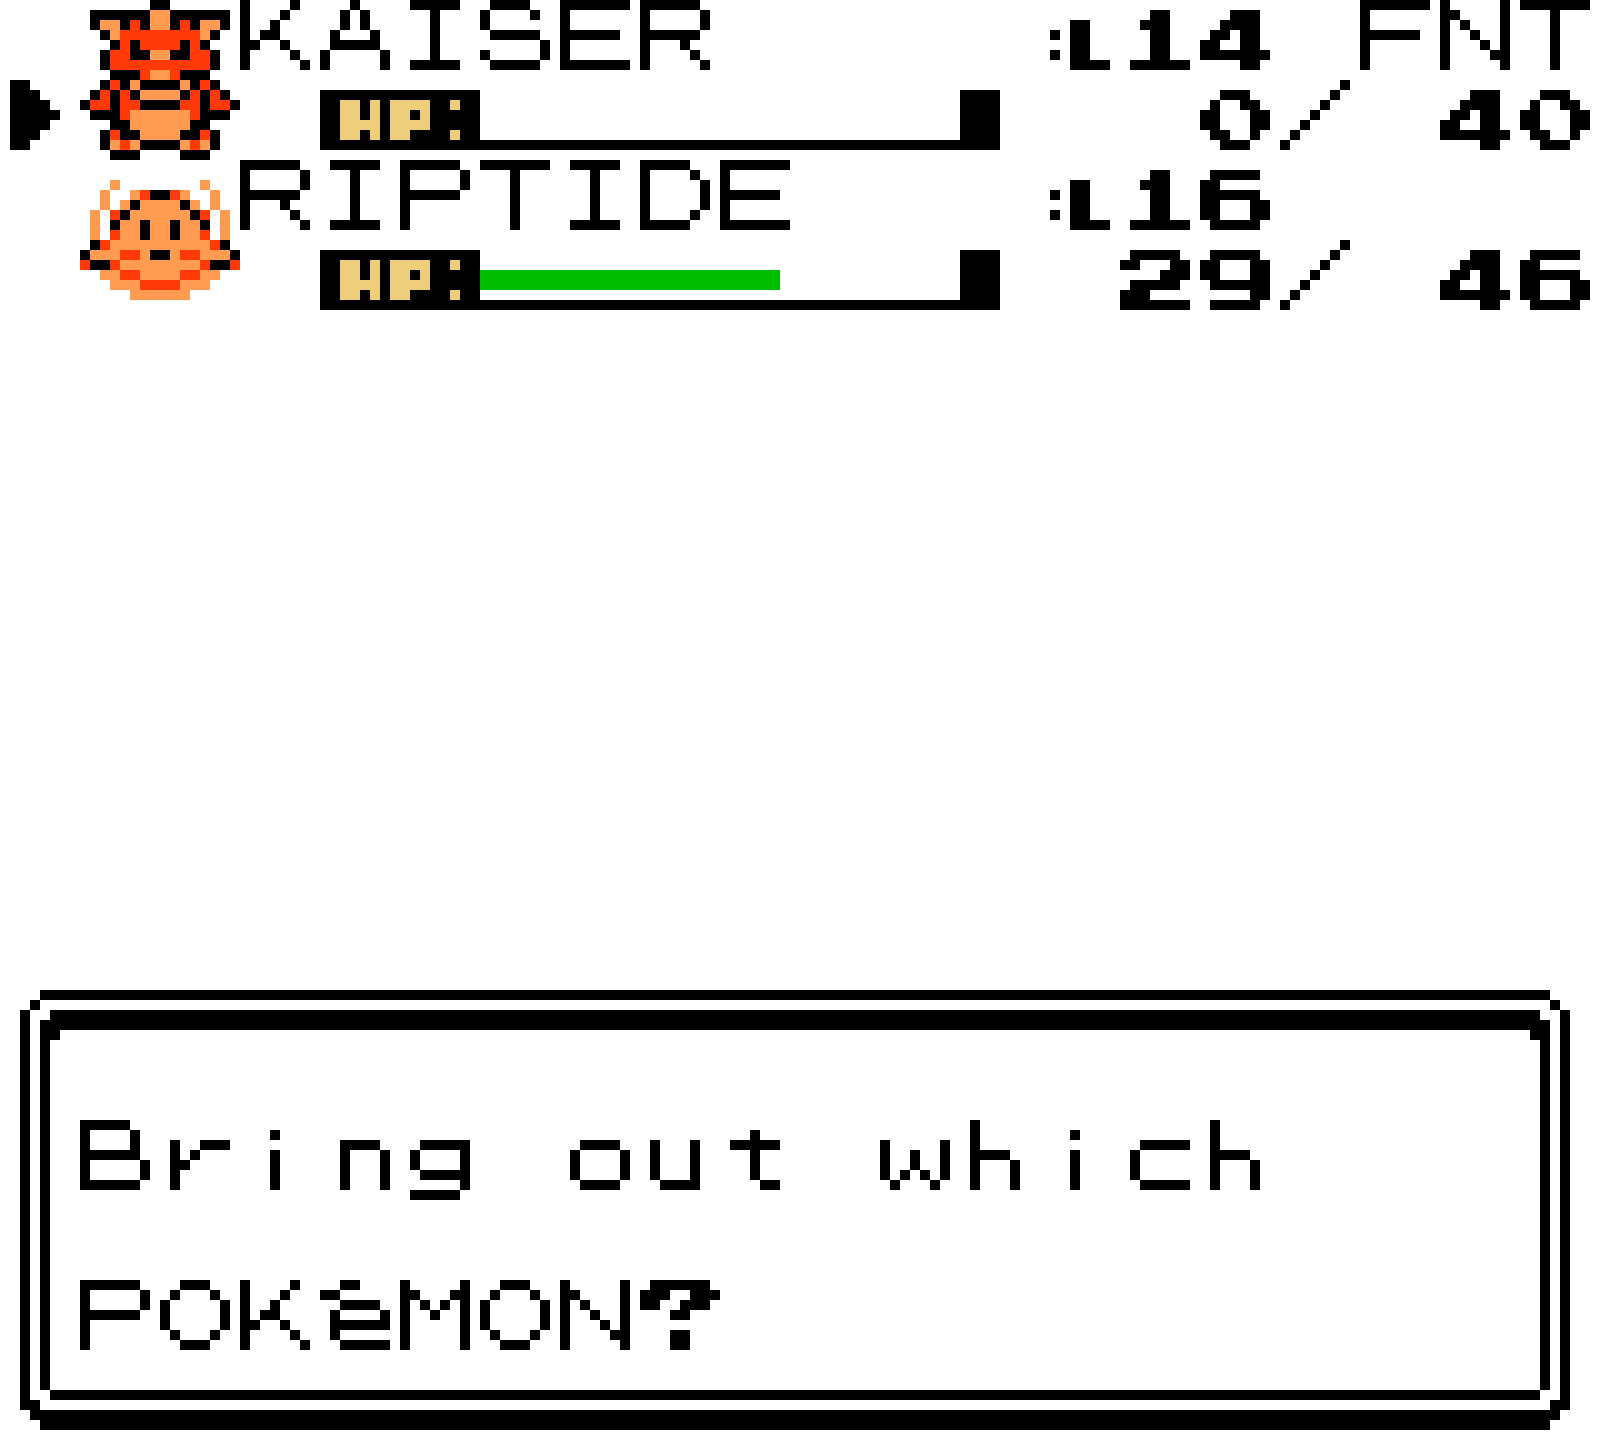 KAISER :L14 FNT
HP: 0/ 40
RIPTIDE :L16
HP: 29/ 46
Bring out which
POKéMON?